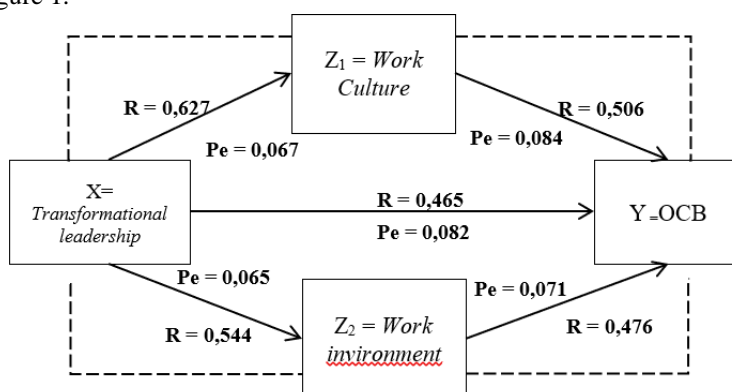 gure 1.
Z₁ = Work
Culture
R = 0,627
R = 0,506
Pe = 0,067
Pe = 0,084
X=
Transformational
leadership
R = 0,465
Pe = 0,082
Y =OCB
Pe = 0,065
Pe = 0,071
R = 0,544
R = 0,476
Z₂ = Work
invironment